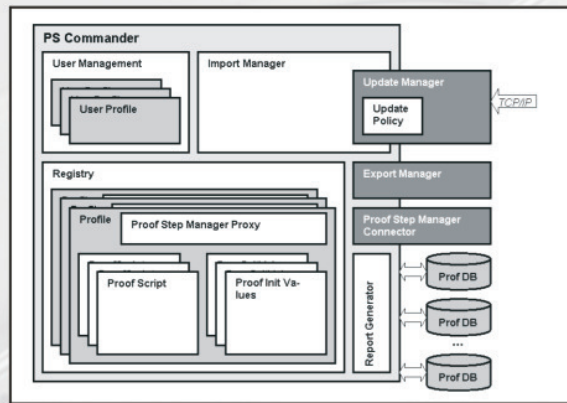 PS Commander
User Management
User Profile
Import Manager
Update Manager
Update
Policy
TCP/IP
Registry
Profile
Proof Step Manager Proxy
Proof Script
Proof Init Va-
lues
Export Manager
Proof Step Manager
Connector
Report Generator
Prof DB
Prof DB
...
Prof DB